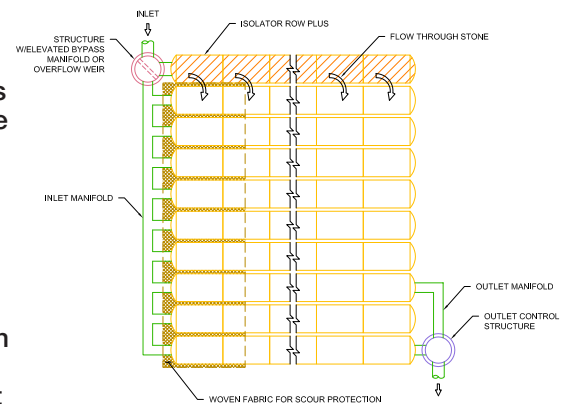 INLET
ISOLATOR ROW PLUS
STRUCTURE
W/ELEVATED BYPASS
MANIFOLD OR
OVERFLOW WEIR
FLOW THROUGH STONE
INLET MANIFOLD
OUTLET MANIFOLD
OUTLET CONTROL
STRUCTURE
WOVEN FABRIC FOR SCOUR PROTECTION